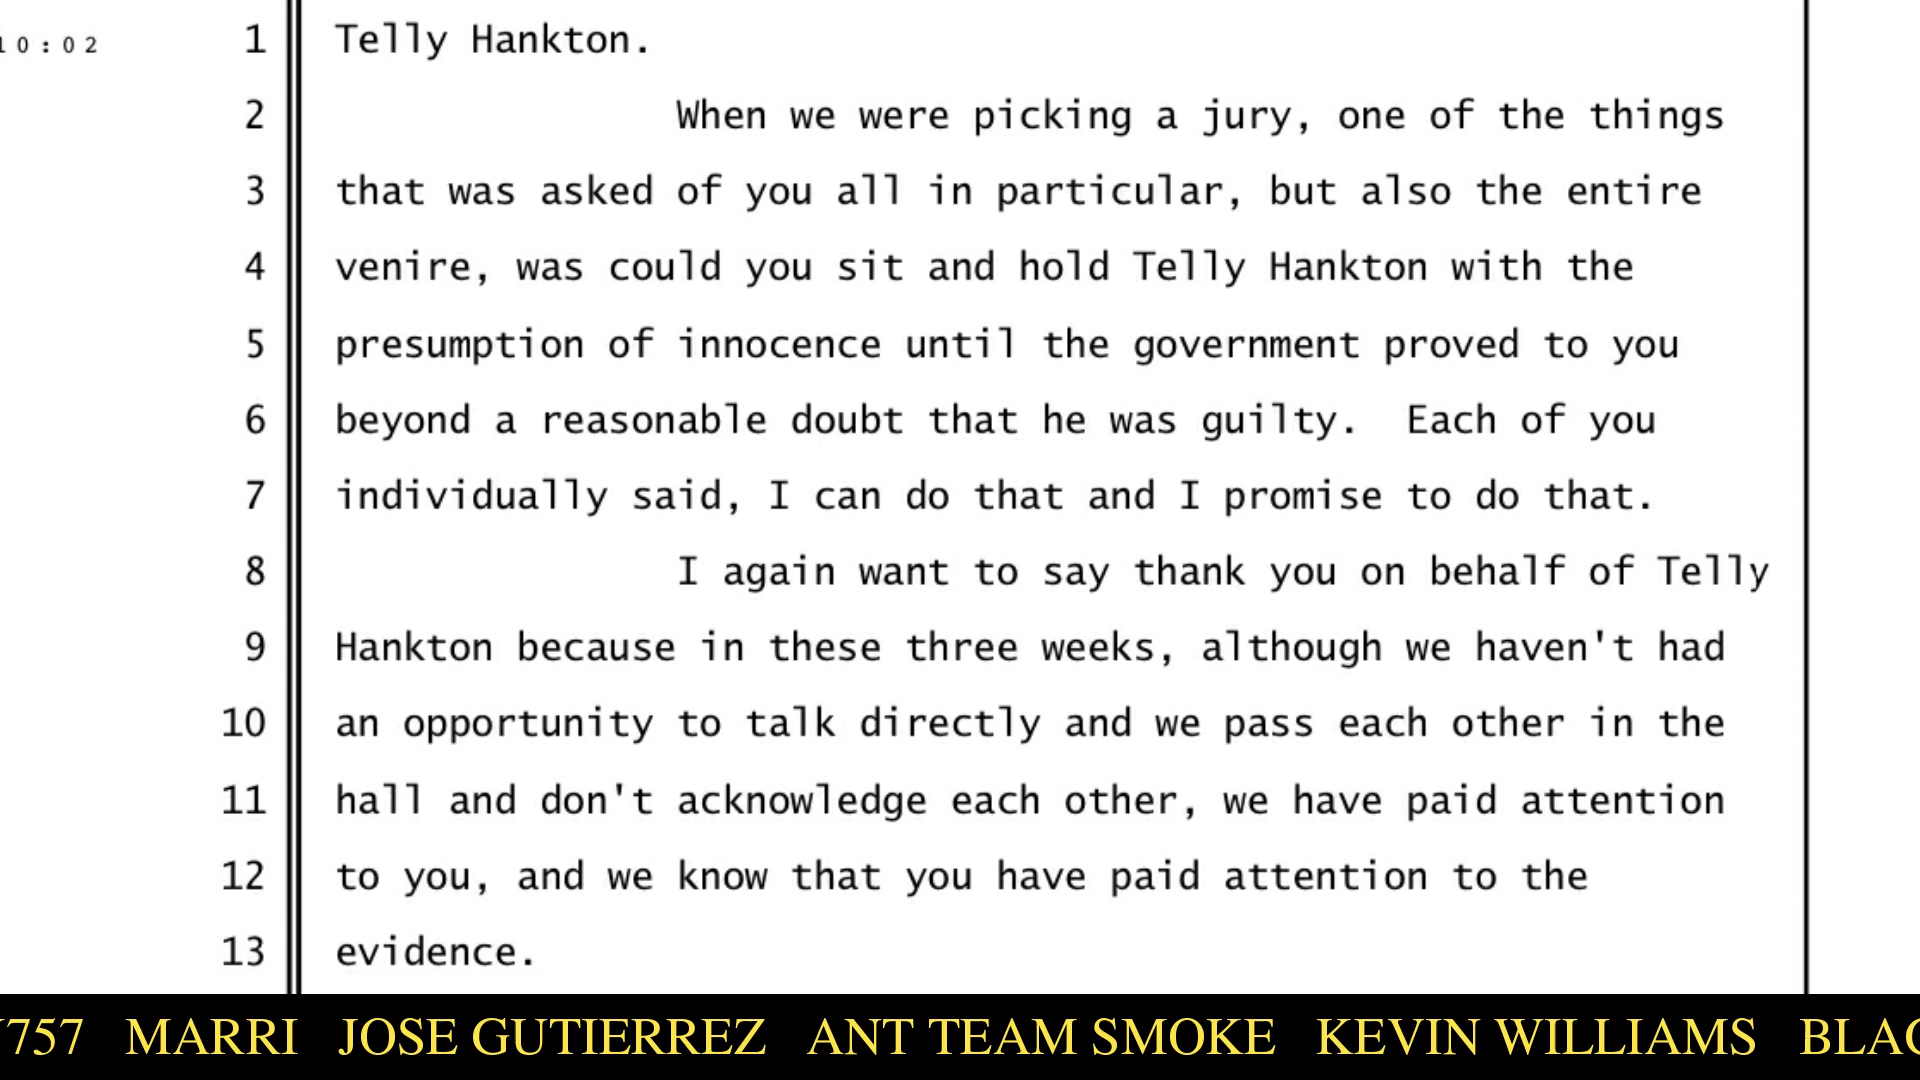 10:02 1 Telly Hankton.
2 When we were picking a jury, one of the things
3 that was asked of you all in particular, but also the entire
4 venire, was could you sit and hold Telly Hankton with the
5 presumption of innocence until the government proved to you
6 beyond a reasonable doubt that he was guilty.  Each of you
7 individually said, I can do that and I promise to do that.
8 I again want to say thank you on behalf of Telly
9 Hankton because in these three weeks, although we haven't had
10 an opportunity to talk directly and we pass each other in the
11 hall and don't acknowledge each other, we have paid attention
12 to you, and we know that you have paid attention to the
13 evidence.
757 MARRI JOSE GUTIERREZ ANT TEAM SMOKE KEVIN WILLIAMS